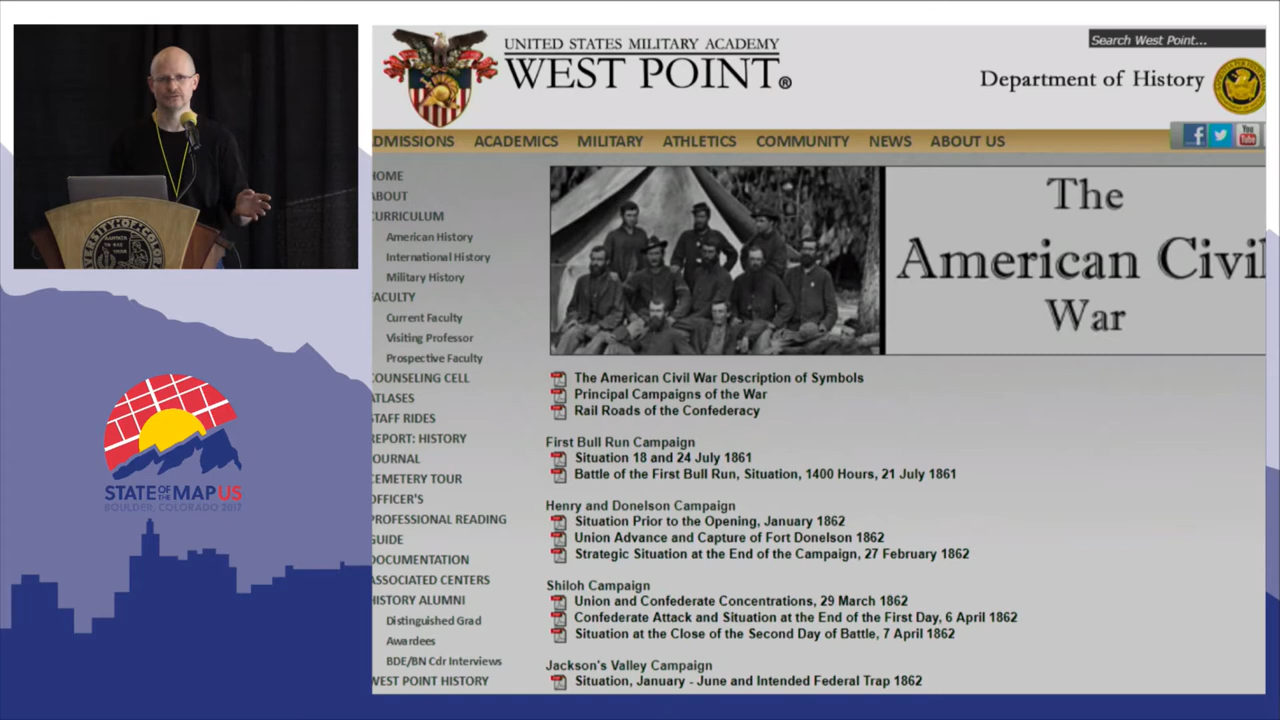 UNITED STATES MILITARY ACADEMY
WEST POINT®
Search West Point...
Department of History
DMISSIONS ACADEMICS MILITARY ATHLETICS COMMUNITY NEWS ABOUT US
f
You
Tube
HOME
ABOUT
CURRICULUM
American History
International History
Military History
FACULTY
Current Faculty
Visiting Professor
Prospective Faculty
COUNSELING CELL
ATLASES
STAFF RIDES
REPORT: HISTORY
JOURNAL
CEMETERY TOUR
OFFICER'S
PROFESSIONAL READING
GUIDE
DOCUMENTATION
ASSOCIATED CENTERS
HISTORY ALUMNI
Distinguished Grad
Awardees
BDE/BN Cdr Interviews
WEST POINT HISTORY
The
American Civil
War
The American Civil War Description of Symbols
Principal Campaigns of the War
Rail Roads of the Confederacy
First Bull Run Campaign
Situation 18 and 24 July 1861
Battle of the First Bull Run, Situation, 1400 Hours, 21 July 1861
Henry and Donelson Campaign
Situation Prior to the Opening, January 1862
Union Advance and Capture of Fort Donelson 1862
Strategic Situation at the End of the Campaign, 27 February 1862
Shiloh Campaign
Union and Confederate Concentrations, 29 March 1862
Confederate Attack and Situation at the End of the First Day, 6 April 1862
Situation at the Close of the Second Day of Battle, 7 April 1862
Jackson's Valley Campaign
Situation, January - June and Intended Federal Trap 1862
STATE OF THE MAP US
BOULDER, COLORADO 2017